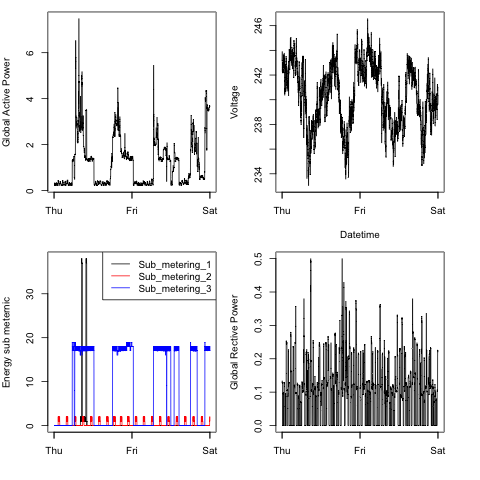 Global Active Power
0 2 4 6
Thu Fri Sat
Voltage
234 238 242 246
Thu Fri Sat
Datetime
Energy sub metemic
0 10 20 30
Sub_metering_1
Sub_metering_2
Sub_metering_3
Thu Fri Sat
Global Rective Power
0.0 0.1 0.2 0.3 0.4 0.5
Thu Fri Sat